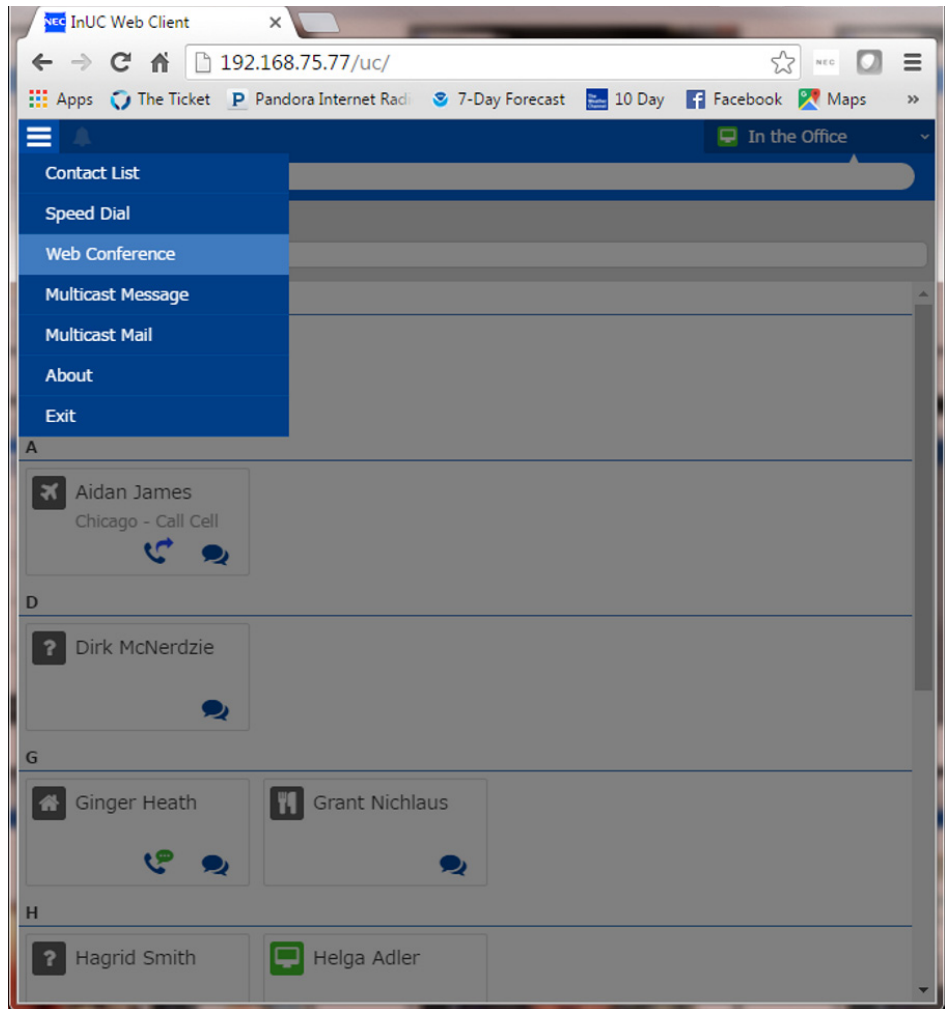 NEC InUC Web Client
192.168.75.77/uc/
NEC
Apps The Ticket P Pandora Internet Radi 7-Day Forecast 10 Day Facebook Maps »
In the Office
Contact List
Speed Dial
Web Conference
Multicast Message
Multicast Mail
About
Exit
A
Aidan James
Chicago - Call Cell
D
? Dirk McNerdzie
G
Ginger Heath Grant Nichlaus
H
? Hagrid Smith Helga Adler